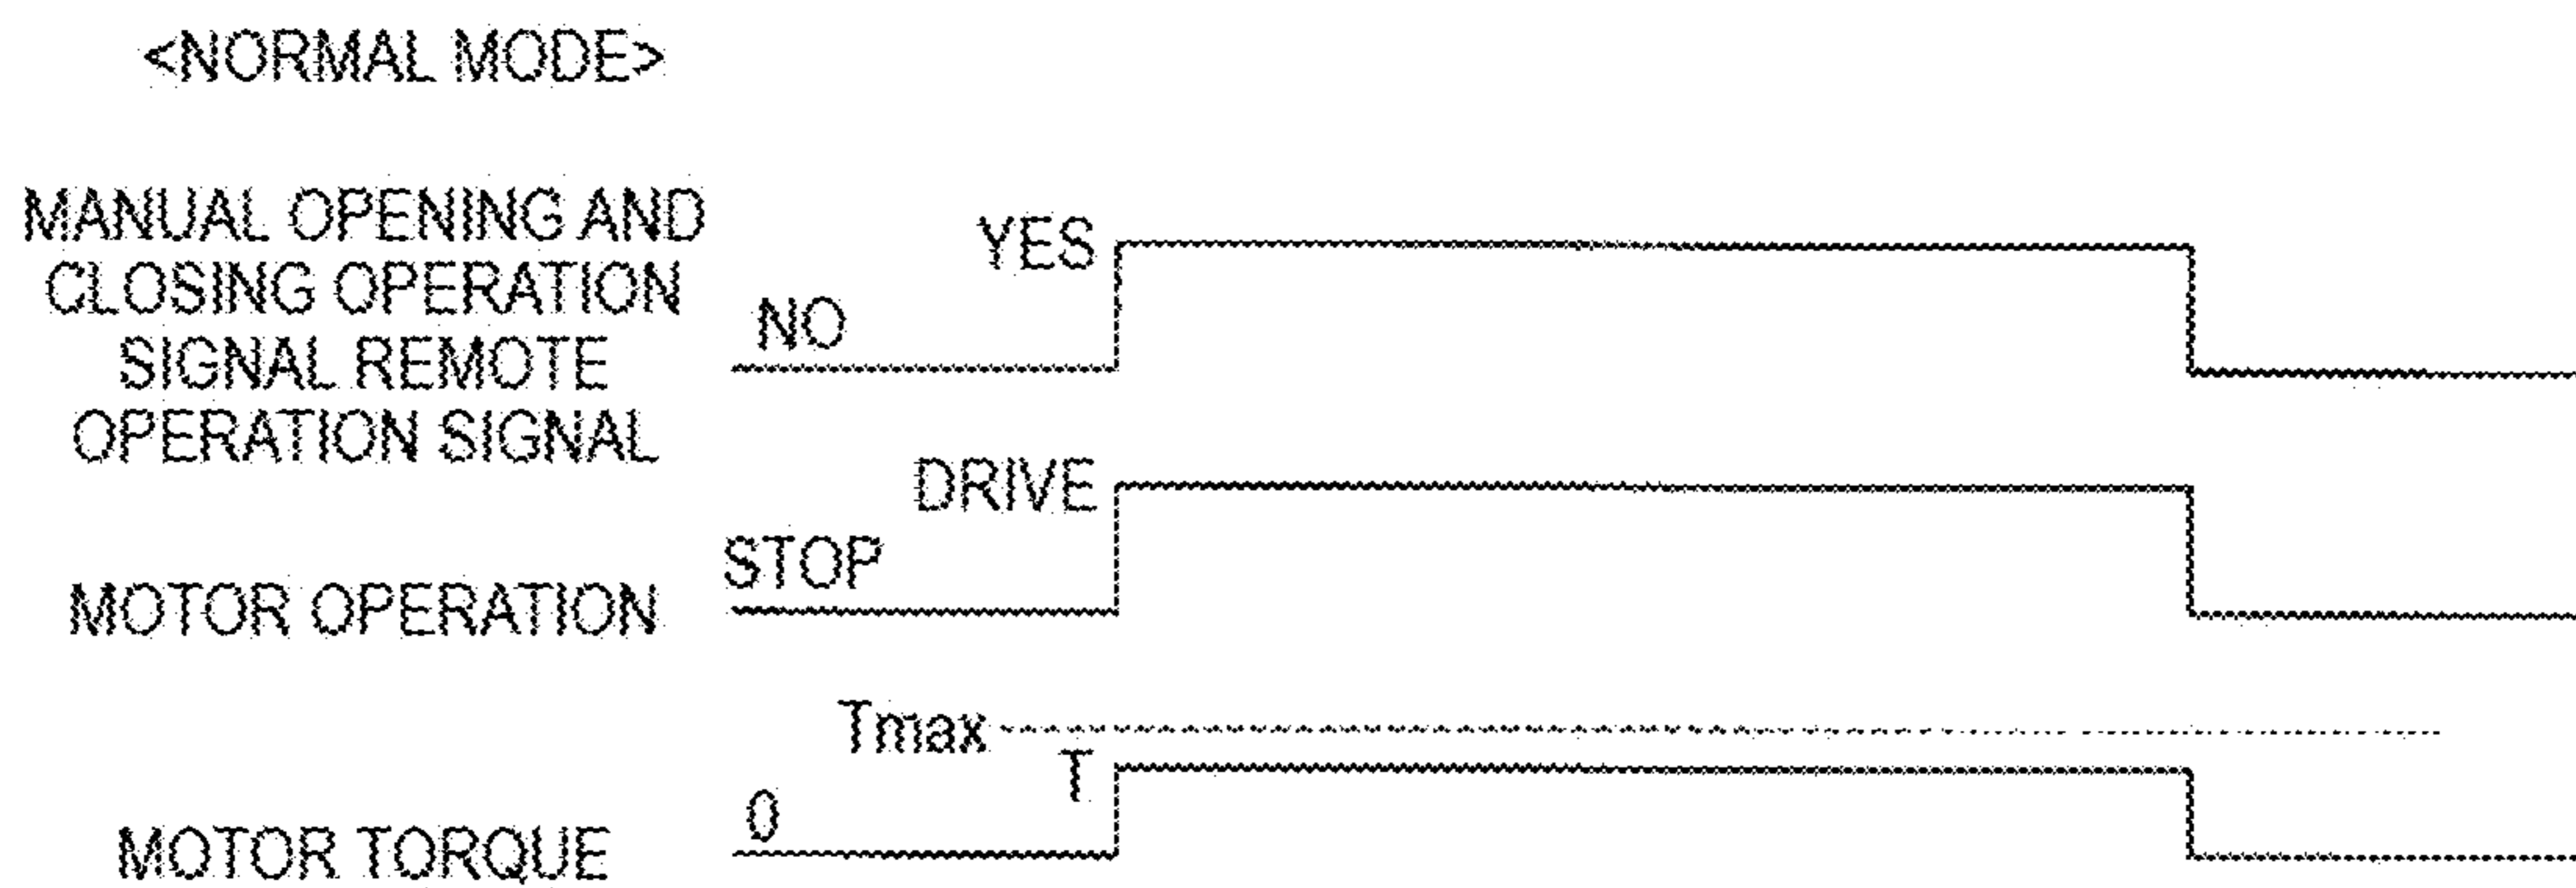 <NORMAL MODE>
MANUAL OPENING AND
CLOSING OPERATION
SIGNAL REMOTE
OPERATION SIGNAL
YES
NO
DRIVE
STOP
MOTOR OPERATION
Tmax
T
0
MOTOR TORQUE